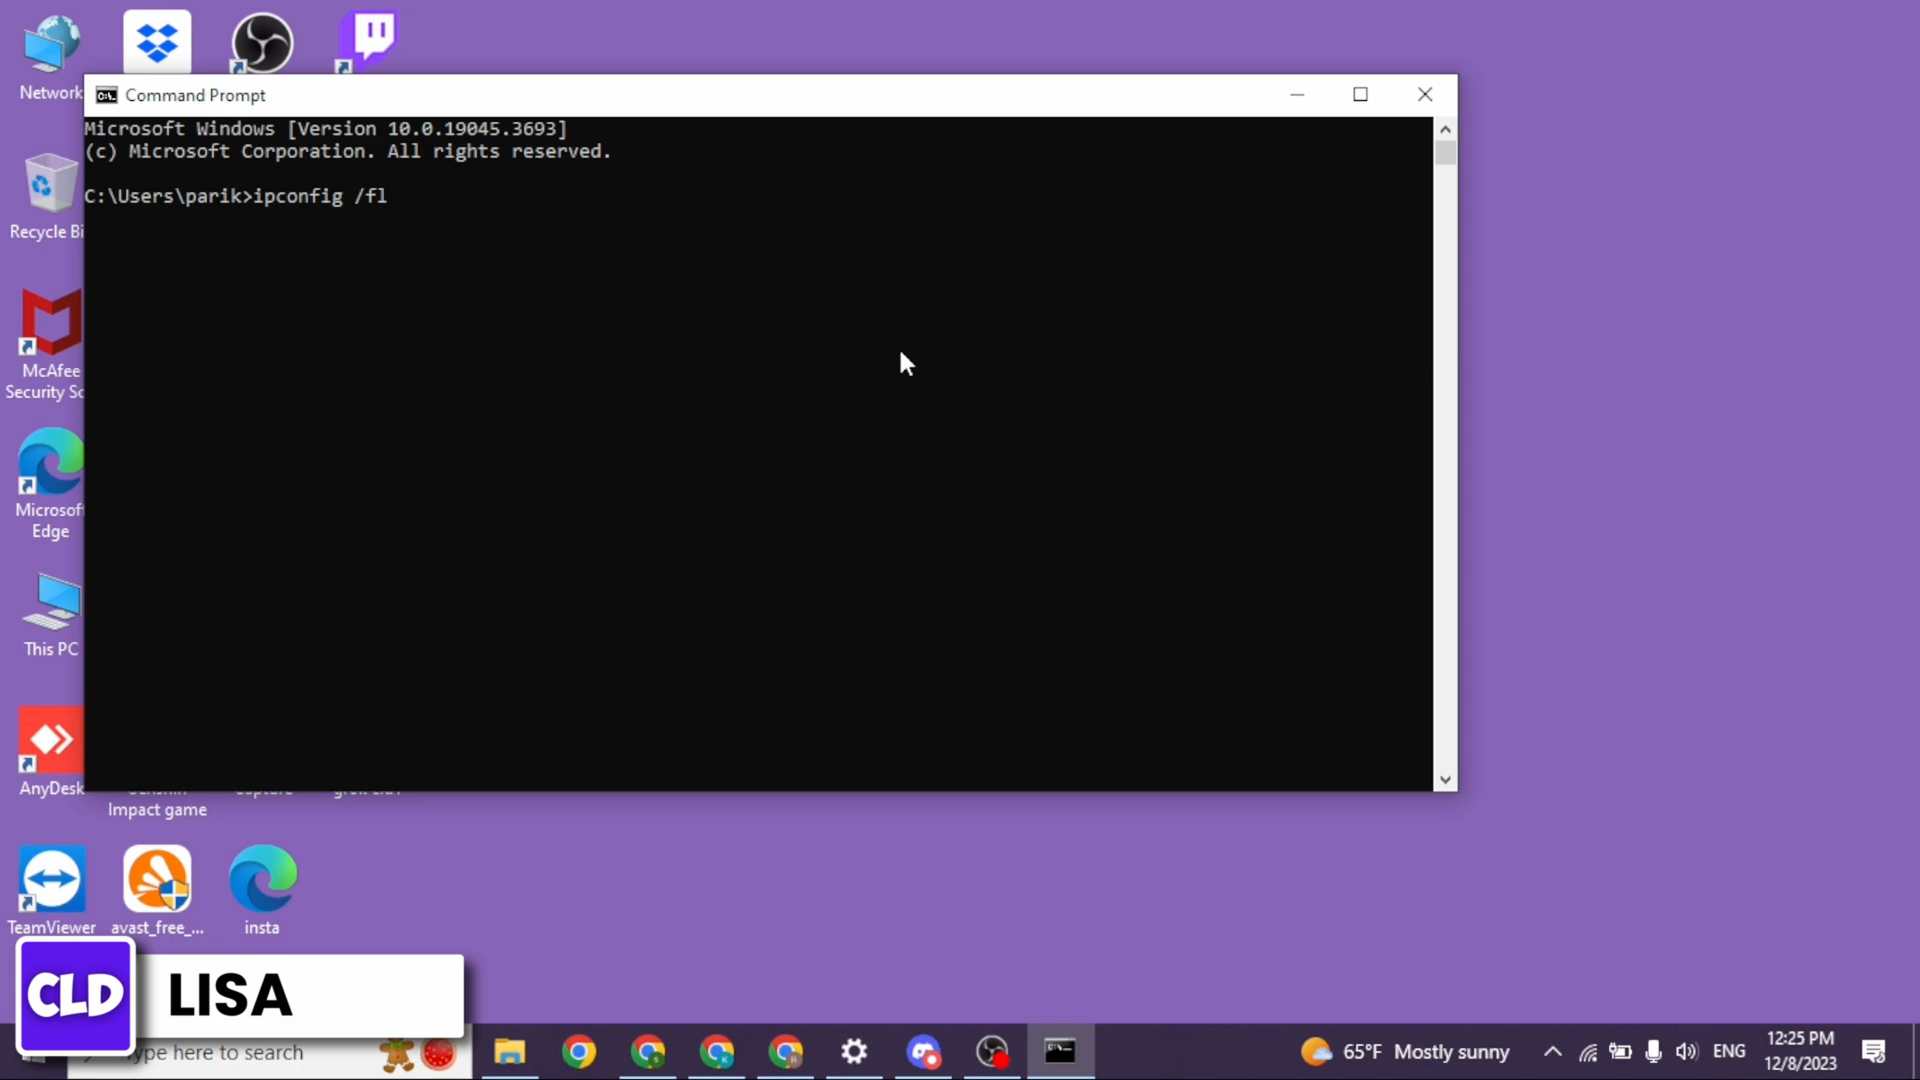 Network
Command Prompt
Microsoft Windows [Version 10.0.19045.3693]
(c) Microsoft Corporation. All rights reserved.
C:\Users\parik>ipconfig /fl
Recycle Bi
McAfee
Security Sc
Microsof
Edge
This PC
AnyDesk
Impact game
TeamViewer
avast_free_...
insta
CLD
LISA
ype here to search
65°F Mostly sunny
ENG
12:25 PM
12/8/2023